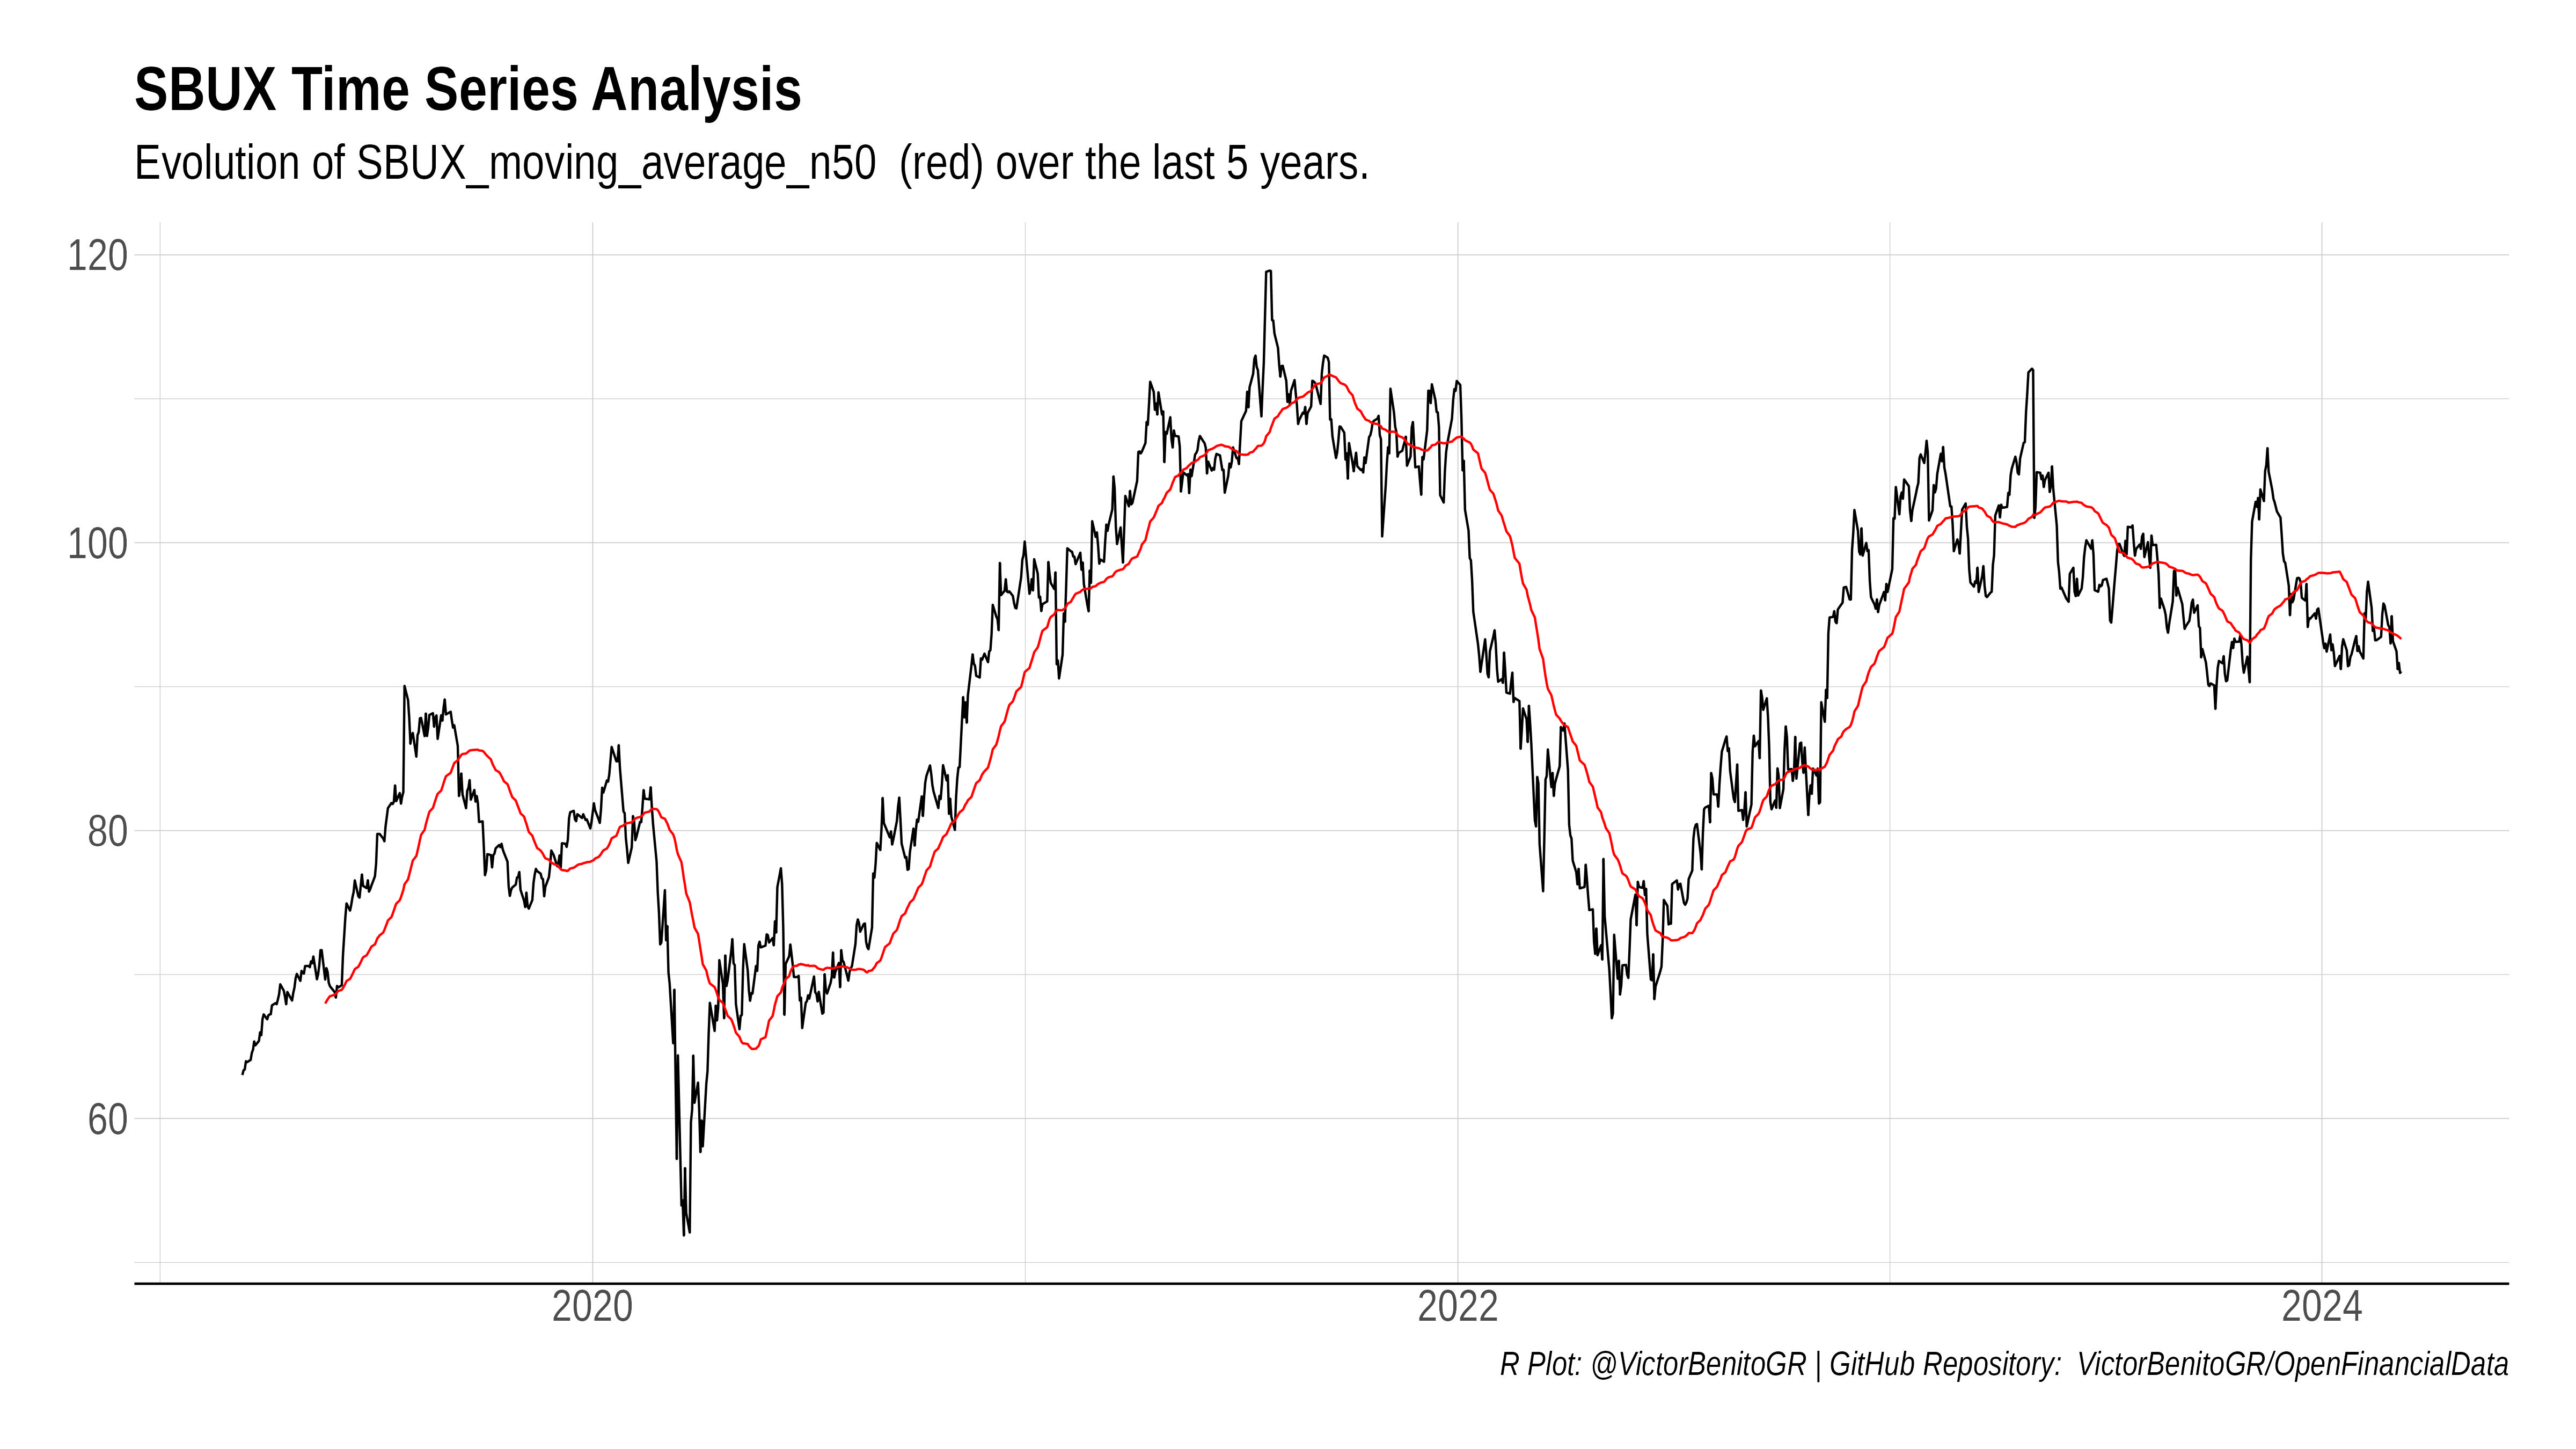 SBUX Time Series Analysis
Evolution of SBUX_moving_average_n50  (red) over the last 5 years.
120
100
80
60
2020 2022 2024
R Plot: @VictorBenitoGR | GitHub Repository:  VictorBenitoGR/OpenFinancialData